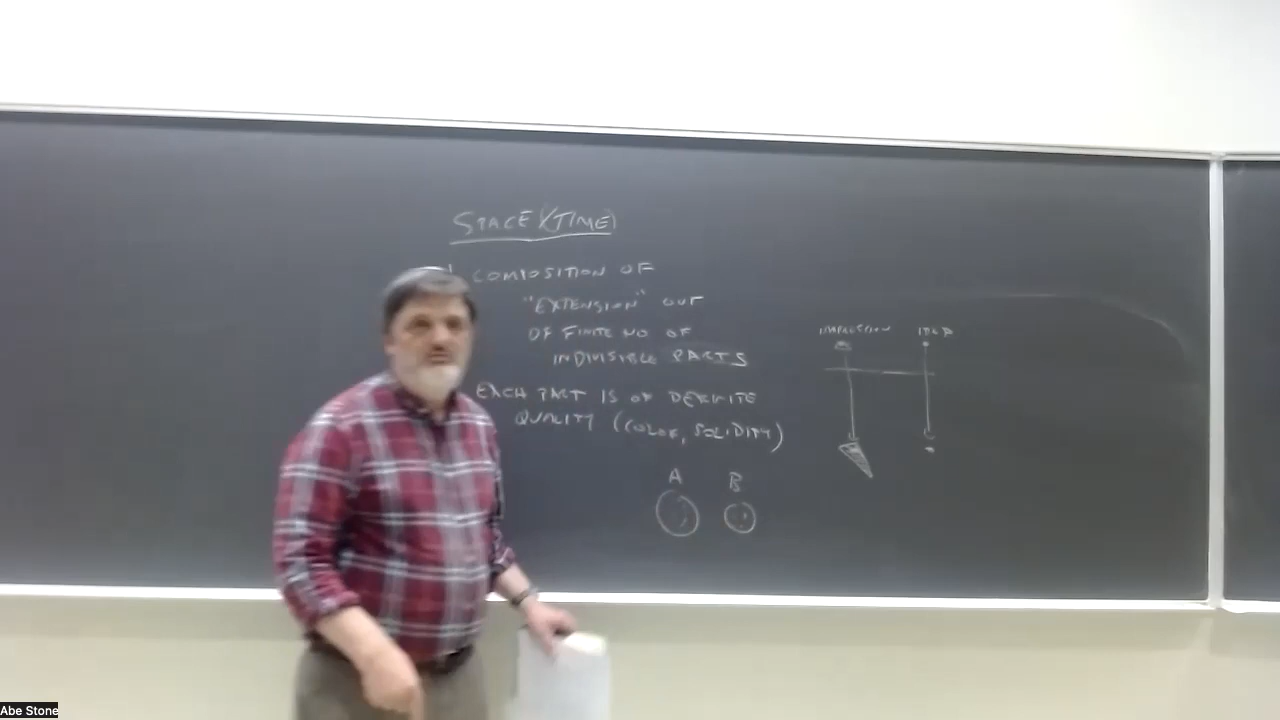 SPACE (TIME)
COMPOSITION OF
"EXTENSION" OUT
OF FINITE NO OF
INDIVISIBLE PARTS
EACH PART IS OF DEFINITE
QUALITY (COLOR, SOLIDITY)
A B
IMPRESSION IDEA
Abe Stone